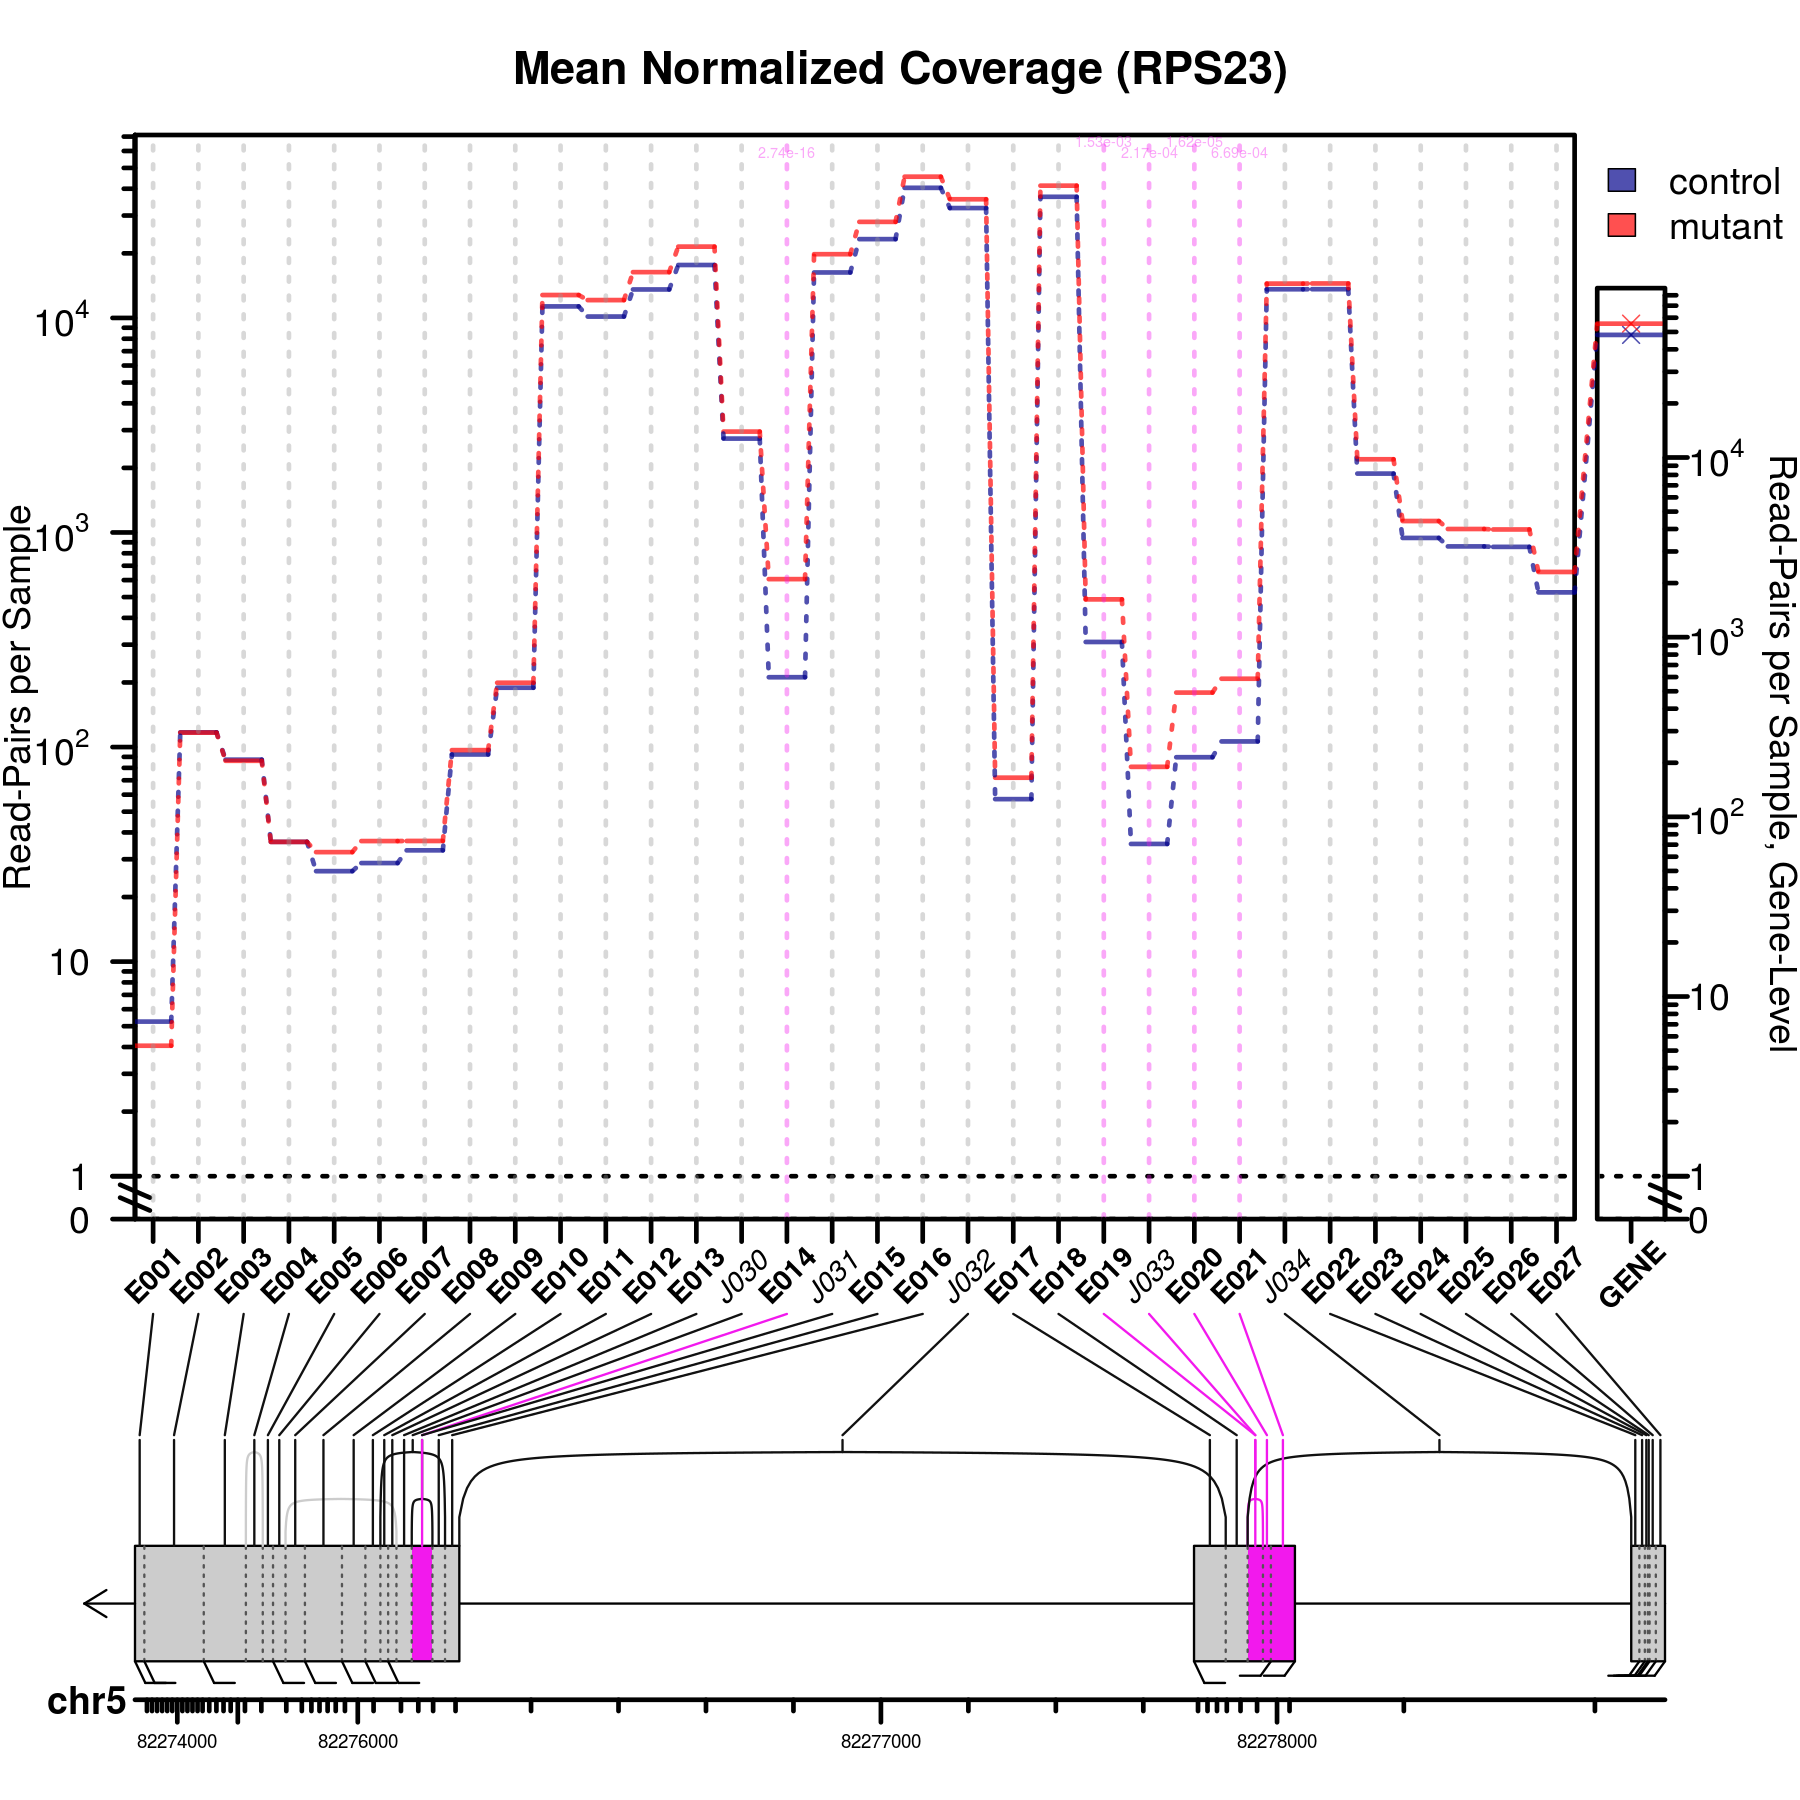 Mean Normalized Coverage (RPS23)
control
mutant
1.53e-03 1.62e-05
2.74e-16 2.17e-04 6.69e-04
Read-Pairs per Sample
10^4
10^3
10^2
10
1
0
10^4
10^3
10^2
10
1
0
Read-Pairs per Sample, Gene-Level
E001 E002 E003 E004 E005 E006 E007 E008 E009 E010 E011 E012 E013 J030 E014 J031 E015 E016 J032 E017 E018 E019 J033 E020 E021 J034 E022 E023 E024 E025 E026 E027 GENE
chr5
82274000 82276000 82277000 82278000